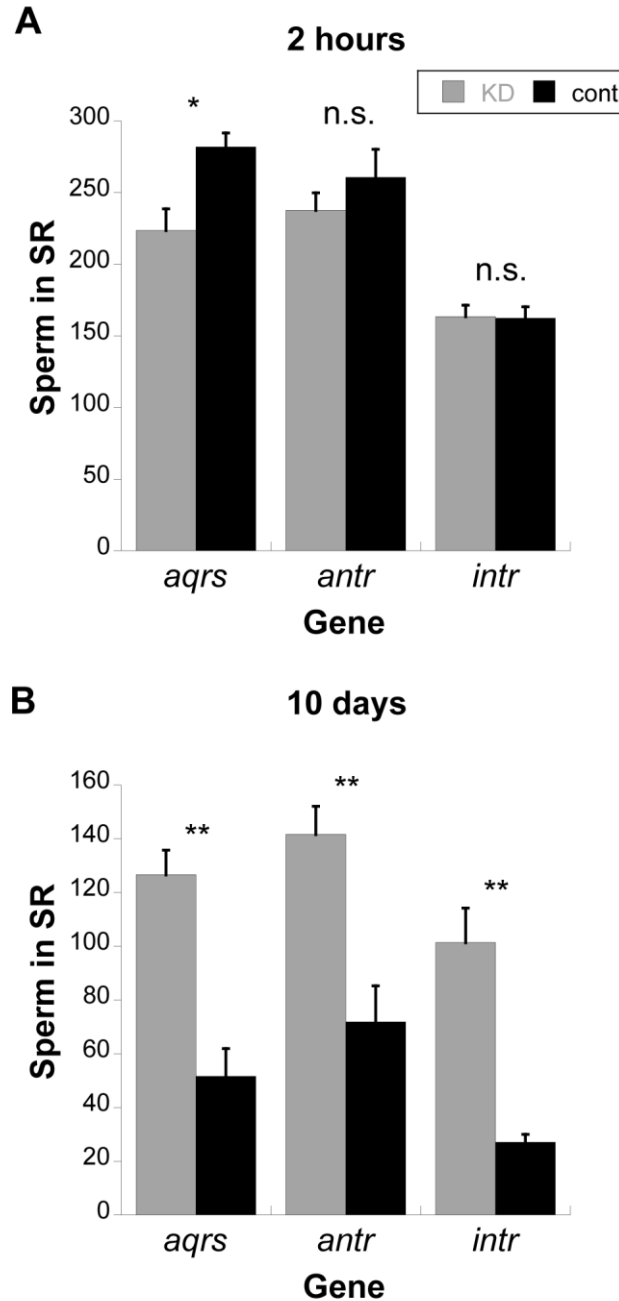 A
2 hours
KD cont
* n.s. n.s.
300
250
200
150
100
50
0
Sperm in SR
aqrs antr intr
Gene
B
10 days
** ** **
160
140
120
100
80
60
40
20
0
Sperm in SR
aqrs antr intr
Gene